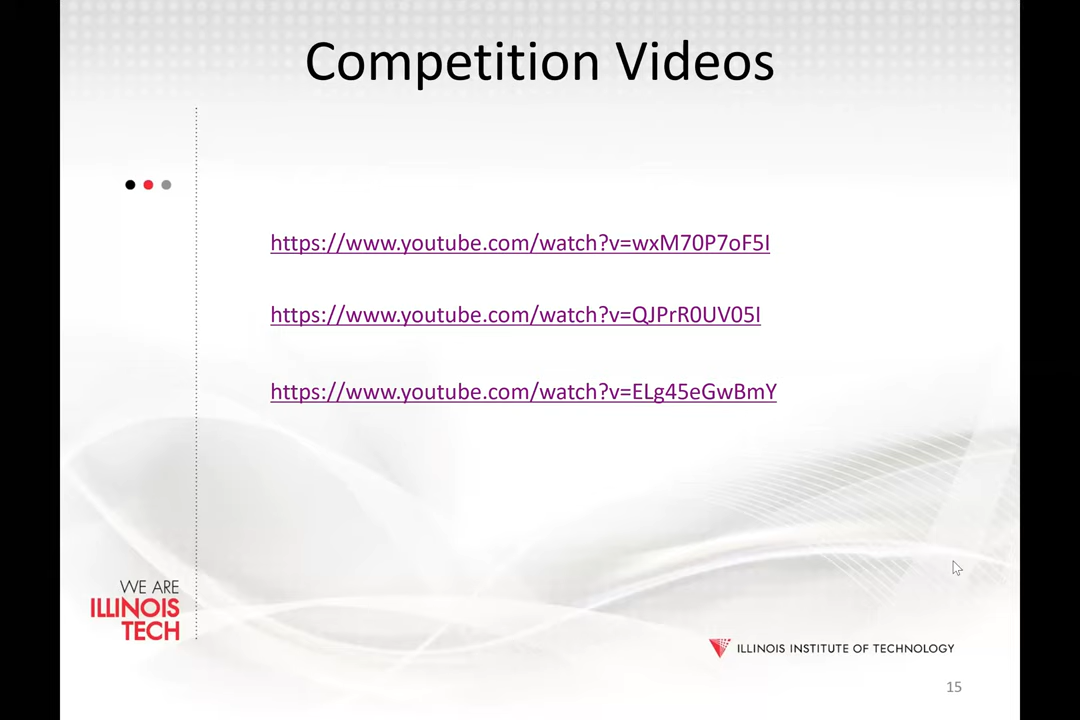 Competition Videos
https://www.youtube.com/watch?v=wxM70P7oF5I
https://www.youtube.com/watch?v=QJPrR0UV05I
https://www.youtube.com/watch?v=ELg45eGwBmY
WE ARE
ILLINOIS
TECH
ILLINOIS INSTITUTE OF TECHNOLOGY
15